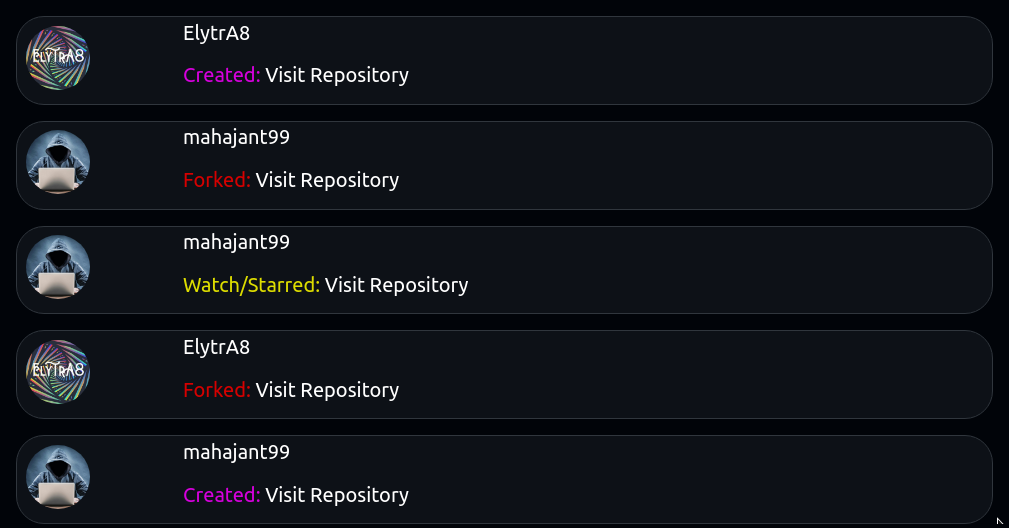 ElytrA8
ElytrA8
Created: Visit Repository
mahajant99
Forked: Visit Repository
mahajant99
Watch/Starred: Visit Repository
ElytrA8
ElytrA8
Forked: Visit Repository
mahajant99
Created: Visit Repository